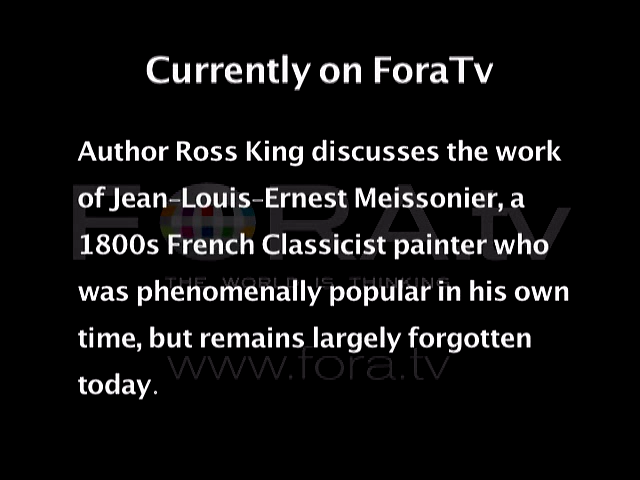 Currently on ForaTv
Author Ross King discusses the work
of Jean-Louis-Ernest Meissonier, a
1800s French Classicist painter who
was phenomenally popular in his own
time, but remains largely forgotten
today.
FORA.tv
THE WORLD IS THINKING
www.fora.tv